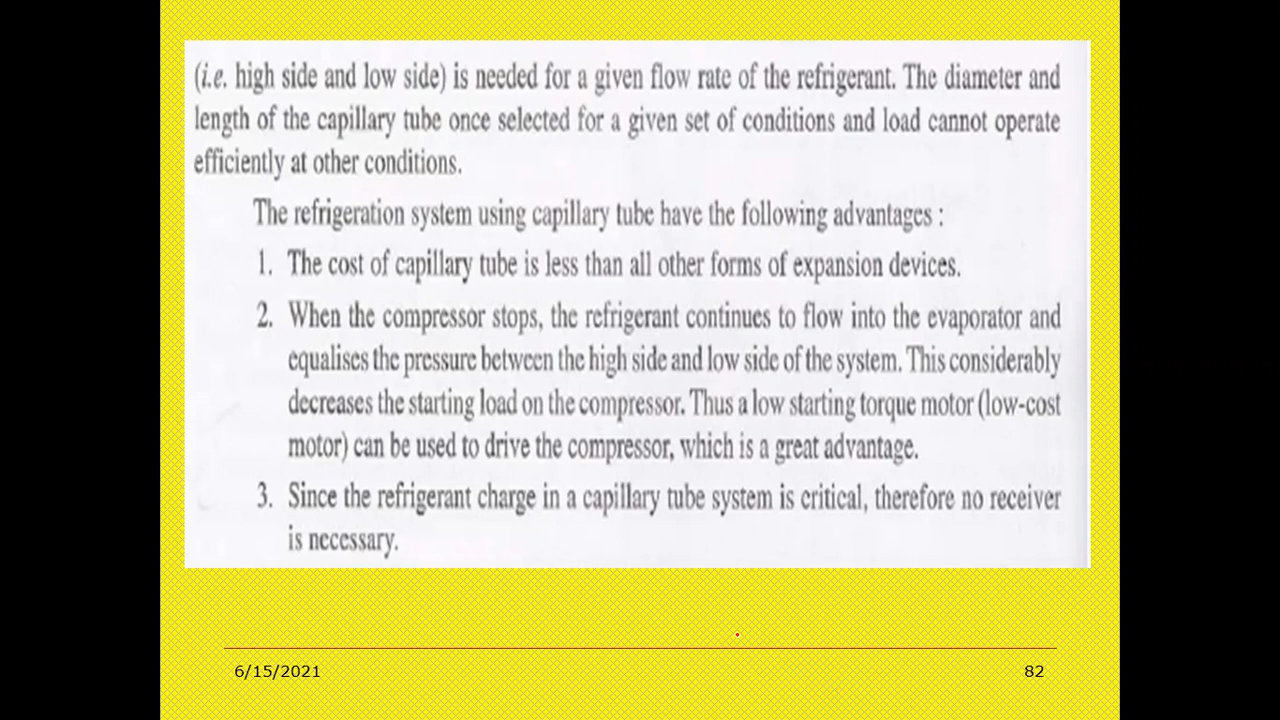 (i.e. high side and low side) is needed for a given flow rate of the refrigerant. The diameter and
length of the capillary tube once selected for a given set of conditions and load cannot operate
efficiently at other conditions.
The refrigeration system using capillary tube have the following advantages :
1. The cost of capillary tube is less than all other forms of expansion devices.
2. When the compressor stops, the refrigerant continues to flow into the evaporator and
equalises the pressure between the high side and low side of the system. This considerably
decreases the starting load on the compressor. Thus a low starting torque motor (low-cost
motor) can be used to drive the compressor, which is a great advantage.
3. Since the refrigerant charge in a capillary tube system is critical, therefore no receiver
is necessary.
6/15/2021
82